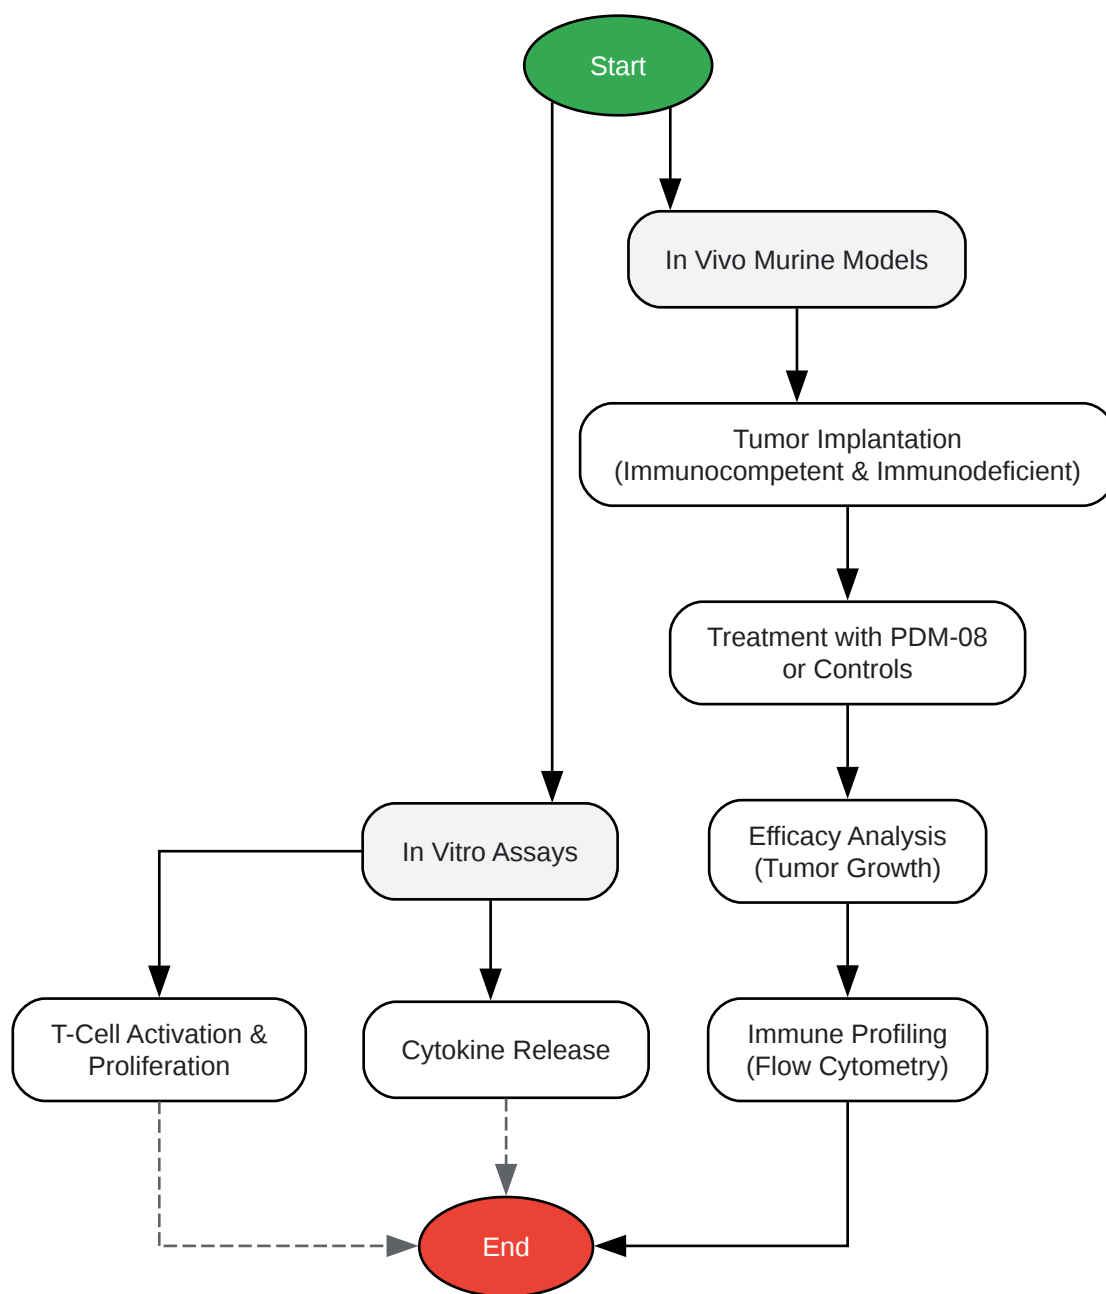 Start
In Vivo Murine Models
Tumor Implantation
(Immunocompetent & Immunodeficient)
Treatment with PDM-08
or Controls
Efficacy Analysis
(Tumor Growth)
In Vitro Assays
T-Cell Activation &
Proliferation
Cytokine Release
Immune Profiling
(Flow Cytometry)
End